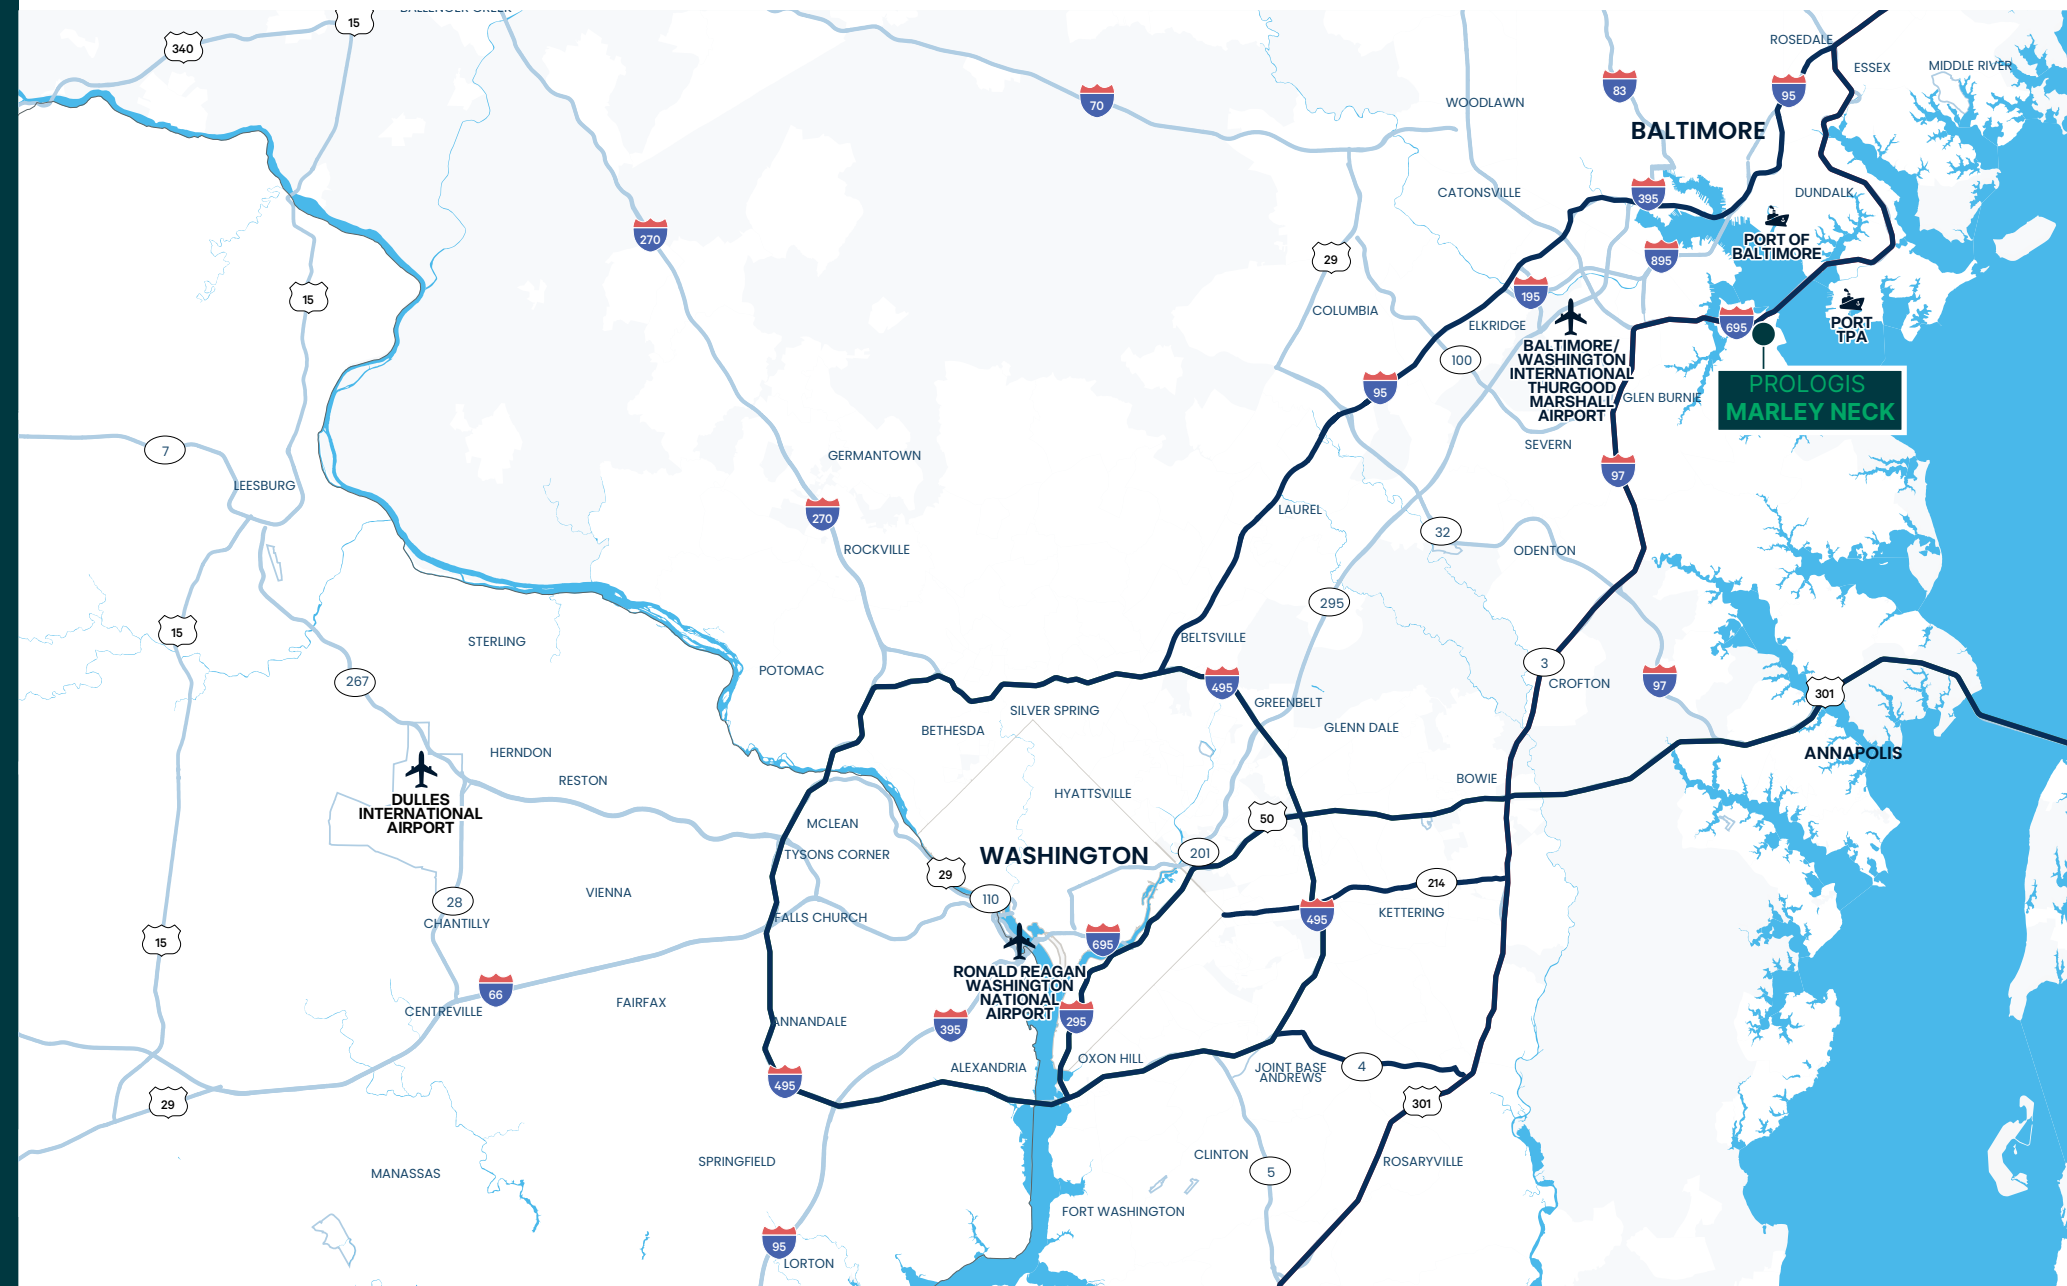 BALLENGER CREEK
15
340
ROSEDALE
ESSEX
MIDDLE RIVER
70
83
95
WOODLAWN
BALTIMORE
CATONSVILLE
395
DUNDALK
270
29
895
PORT OF
BALTIMORE
15
195
COLUMBIA
ELKRIDGE
695
PORT
TPA
100
BALTIMORE/
WASHINGTON
INTERNATIONAL
THURGOOD
MARSHALL
AIRPORT
95
GLEN BURNIE
PROLOGIS
MARLEY NECK
7
GERMANTOWN
SEVERN
97
LEESBURG
270
LAUREL
32
ROCKVILLE
ODENTON
295
15
STERLING
BELTSVILLE
POTOMAC
3
267
495
CROFTON
97
301
SILVER SPRING
GREENBELT
BETHESDA
GLENN DALE
HERNDON
ANNAPOLIS
RESTON
BOWIE
DULLES
INTERNATIONAL
AIRPORT
HYATTSVILLE
MCLEAN
50
TYSONS CORNER
WASHINGTON
201
29
VIENNA
110
214
28
CHANTILLY
FALLS CHURCH
495
KETTERING
15
695
RONALD REAGAN
WASHINGTON
NATIONAL
AIRPORT
66
FAIRFAX
CENTREVILLE
ANNANDALE
395
295
OXON HILL
ALEXANDRIA
JOINT BASE
ANDREWS
4
495
29
301
SPRINGFIELD
CLINTON
5
ROSARYVILLE
MANASSAS
FORT WASHINGTON
95
LORTON